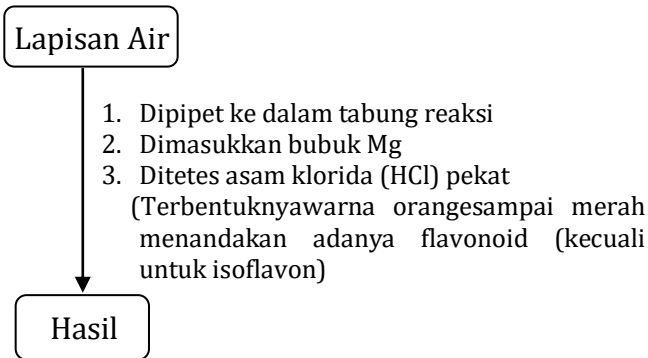 Lapisan Air
1. Dipipet ke dalam tabung reaksi
2. Dimasukkan bubuk Mg
3. Ditetes asam klorida (HCl) pekat
(Terbentuknyawarna orangesampai merah
menandakan adanya flavonoid (kecuali
untuk isoflavon)
Hasil